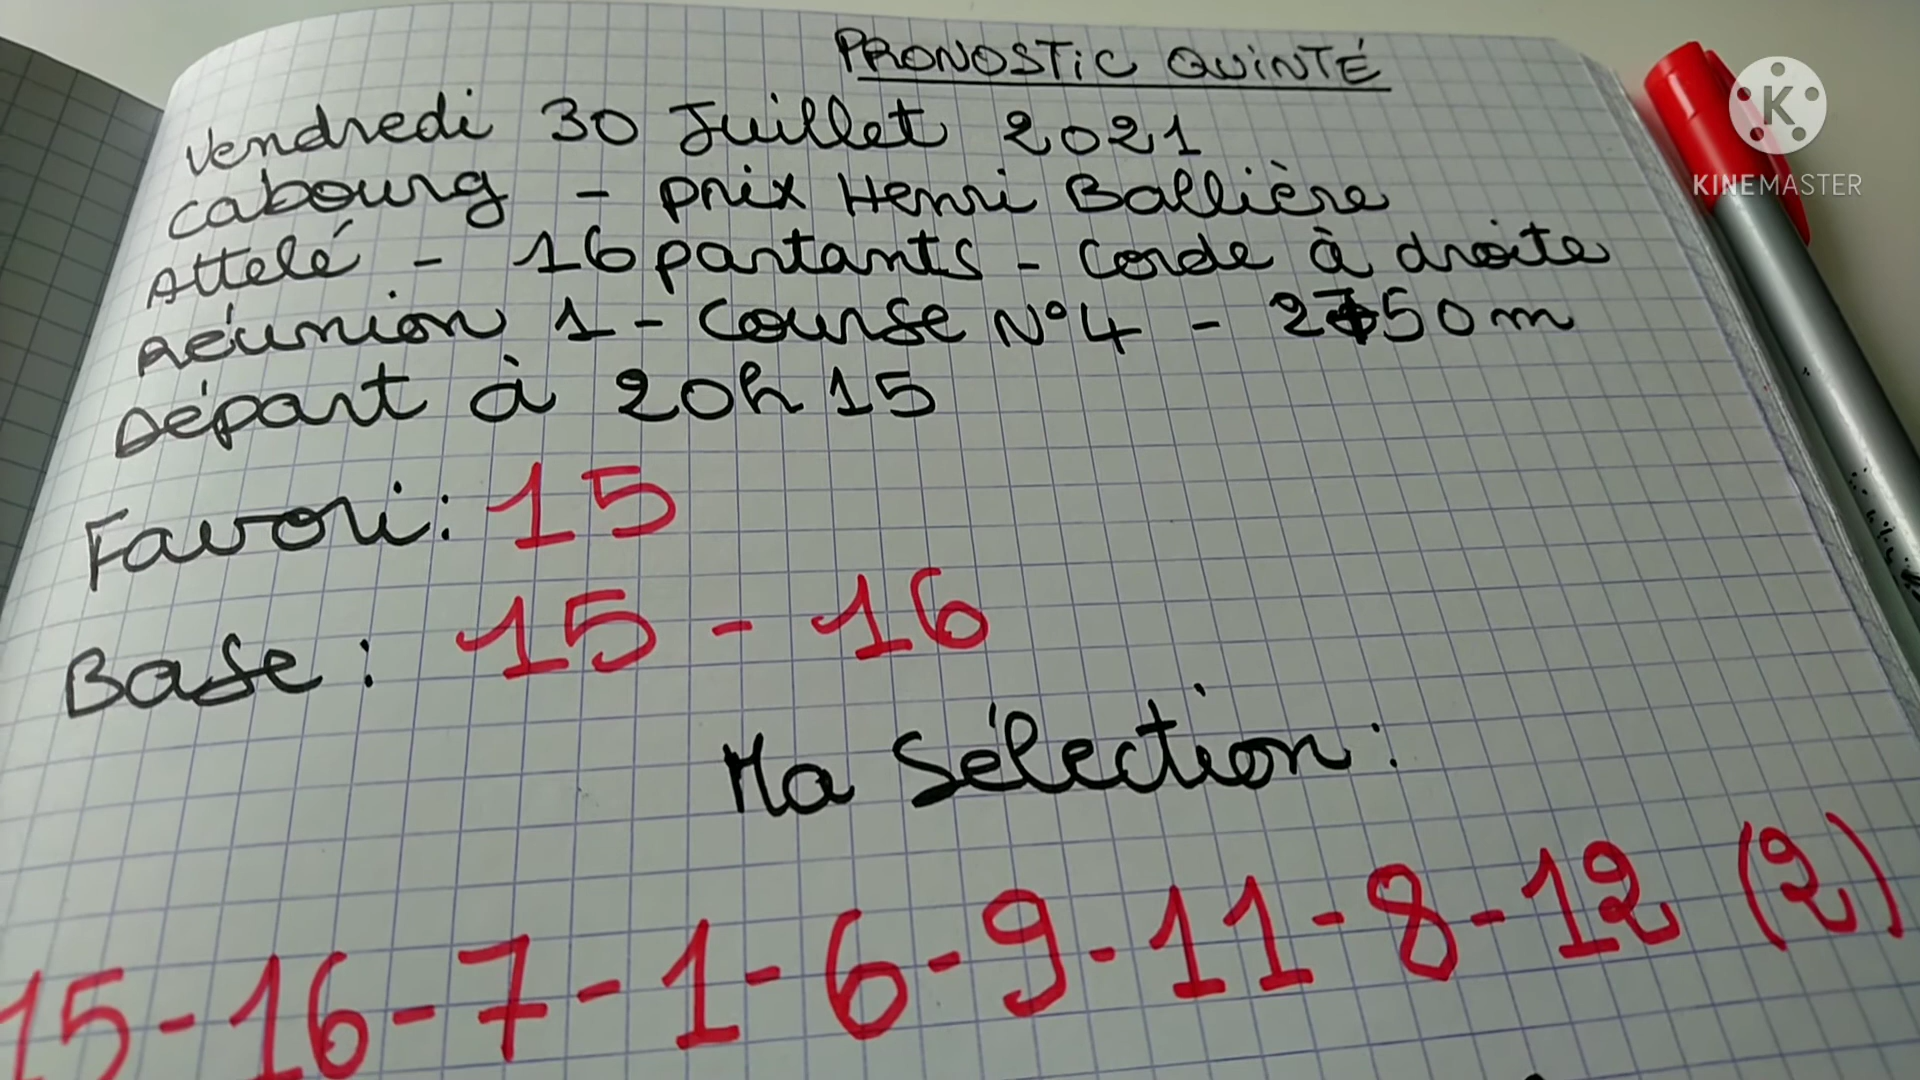 PRONOSTIC QUINTÉ
Vendredi 30 Juillet 2021
Cabourg - prix Henri Ballière
Attelé - 16 partants - Corde à droite
Réunion 1 - Course N°4 - 2750m
Départ à 20h15
Favori: 15
Base: 15 - 16
Ma Sélection:
15-16-7-1-6-9-11-8-12 (2)
K
KINEMASTER